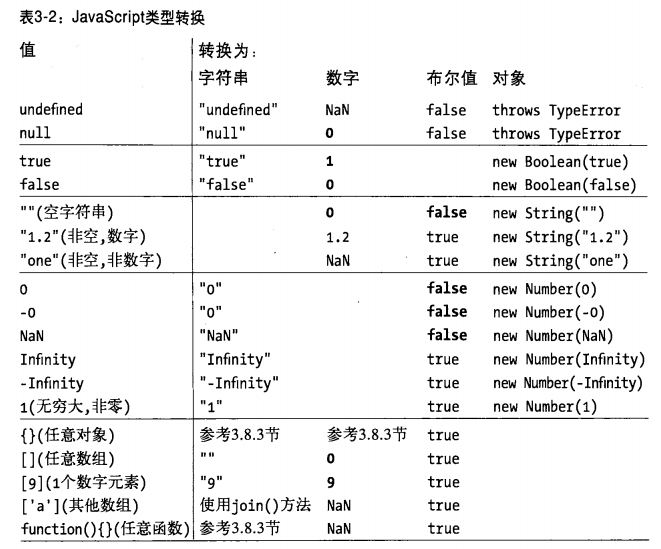 表3-2：JavaScript类型转换
值 转换为：
字符串 数字 布尔值 对象
undefined "undefined" NaN false throws TypeError
null "null" 0 false throws TypeError
true "true" 1 new Boolean(true)
false "false" 0 new Boolean(false)
""(空字符串) 0 false new String("")
"1.2"(非空,数字) 1.2 true new String("1.2")
"one"(非空,非数字) NaN true new String("one")
0 "0" false new Number(0)
-0 "0" false new Number(-0)
NaN "NaN" false new Number(NaN)
Infinity "Infinity" true new Number(Infinity)
-Infinity "-Infinity" true new Number(-Infinity)
1(无穷大,非零) "1" true new Number(1)
{}(任意对象) 参考3.8.3节 参考3.8.3节 true
[](任意数组) "" 0 true
[9](1个数字元素) "9" 9 true
['a'](其他数组) 使用join()方法 NaN true
function(){}(任意函数) 参考3.8.3节 NaN true